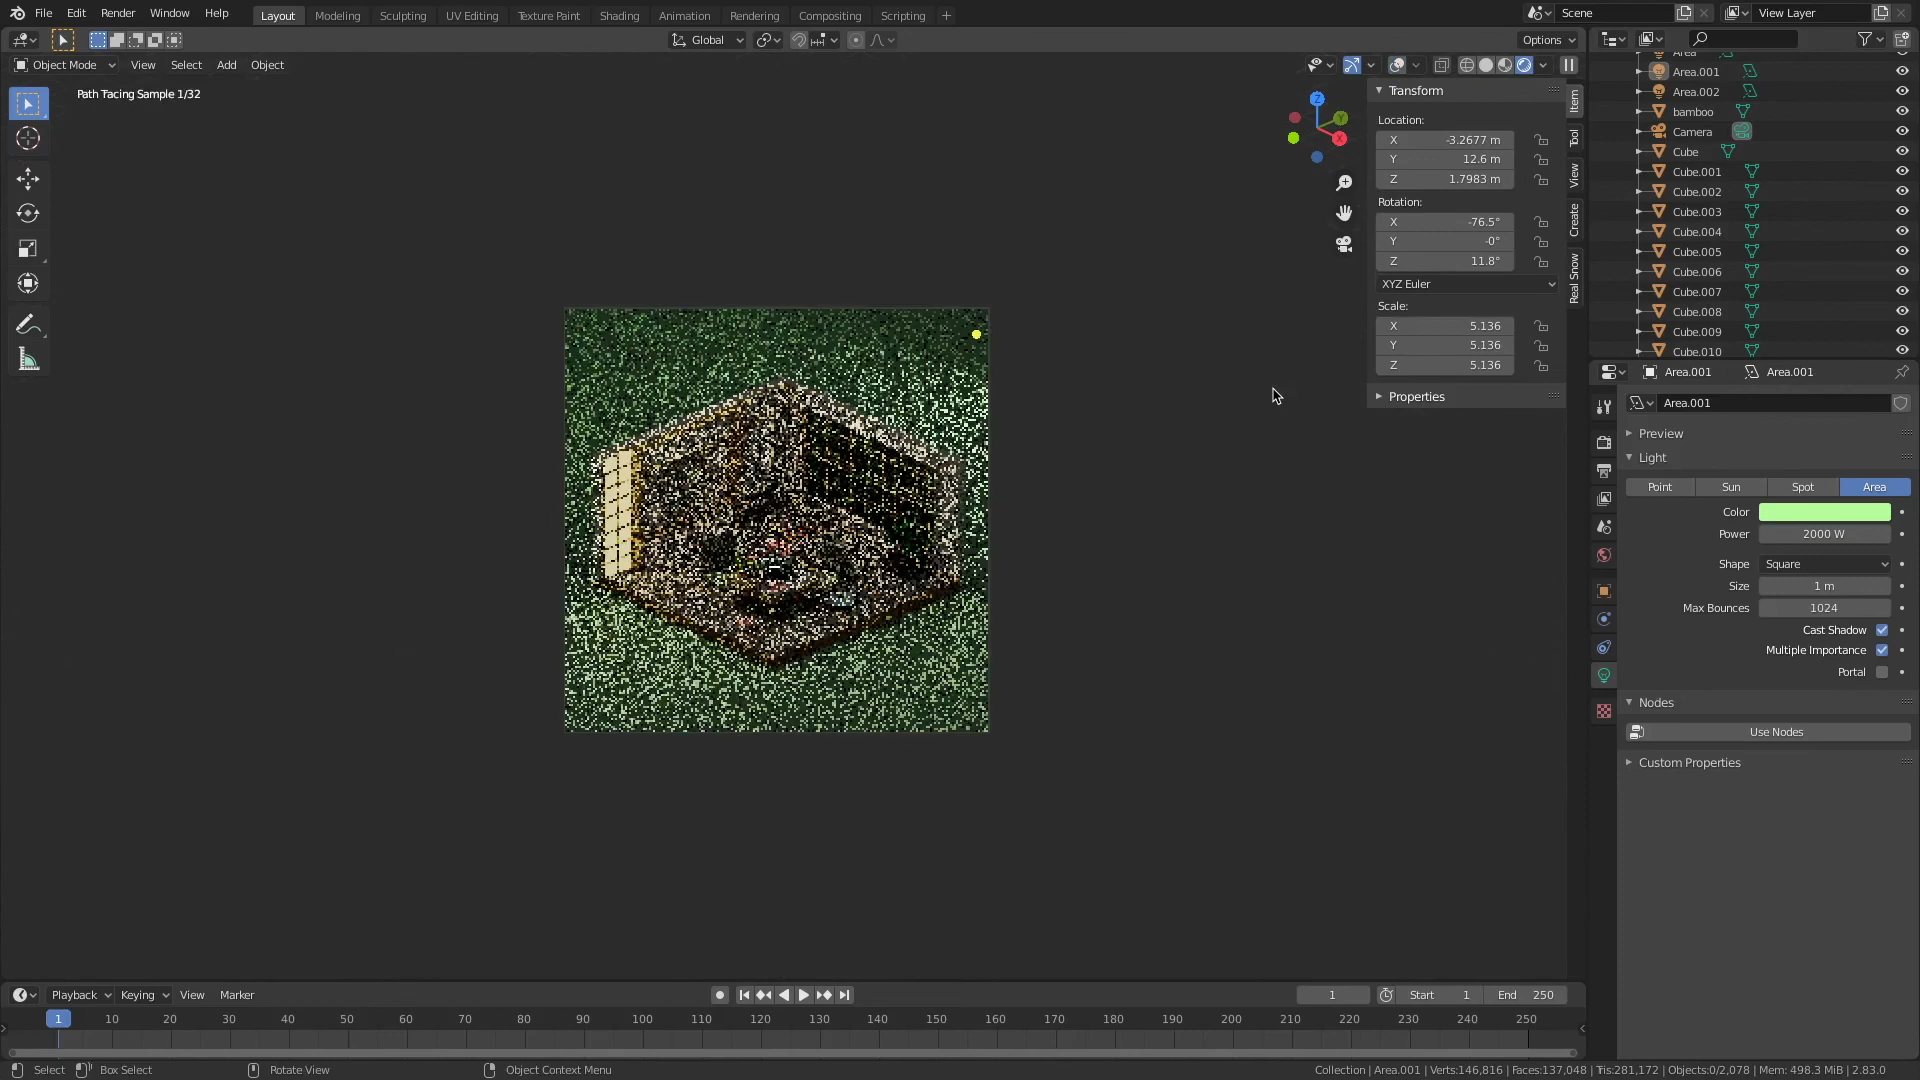 File Edit Render Window Help Layout Modeling Sculpting UV Editing Texture Paint Shading Animation Rendering Compositing Scripting + Scene View Layer
Global Options
Object Mode View Select Add Object
Path Tacing Sample 1/32
Z
Y
X
Transform
Location:
X -3.2677 m
Y 12.6 m
Z 1.7983 m
Rotation:
X -76.5°
Y -0°
Z 11.8°
XYZ Euler
Scale:
X 5.136
Y 5.136
Z 5.136
Properties
Item
Tool
View
Create
Real Snow
Area
Area.001
Area.002
bamboo
Camera
Cube
Cube.001
Cube.002
Cube.003
Cube.004
Cube.005
Cube.006
Cube.007
Cube.008
Cube.009
Cube.010
Area.001 Area.001
Area.001
Preview
Light
Point Sun Spot Area
Color
Power 2000 W
Shape Square
Size 1 m
Max Bounces 1024
Cast Shadow
Multiple Importance
Portal
Nodes
Use Nodes
Custom Properties
Playback Keying View Marker 1 Start 1 End 250
1 10 20 30 40 50 60 70 80 90 100 110 120 130 140 150 160 170 180 190 200 210 220 230 240 250
Select Box Select Rotate View Object Context Menu Collection | Area.001 | Verts:146,816 | Faces:137,048 | Tris:281,172 | Objects:0/2,078 | Mem: 498.3 MiB | 2.83.0